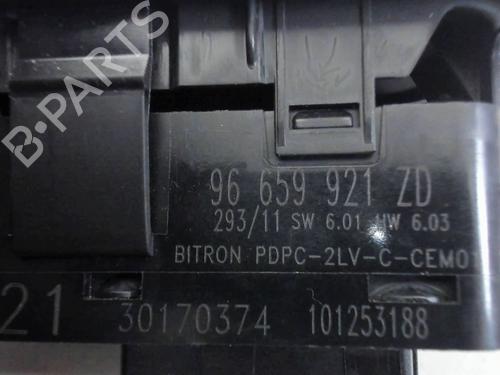 B-PARTS
96 659 921 ZD
293/11 SW 6.01 HW 6.03
BITRON PDPC-2LV-C-CEMO
21 30170374 101253188